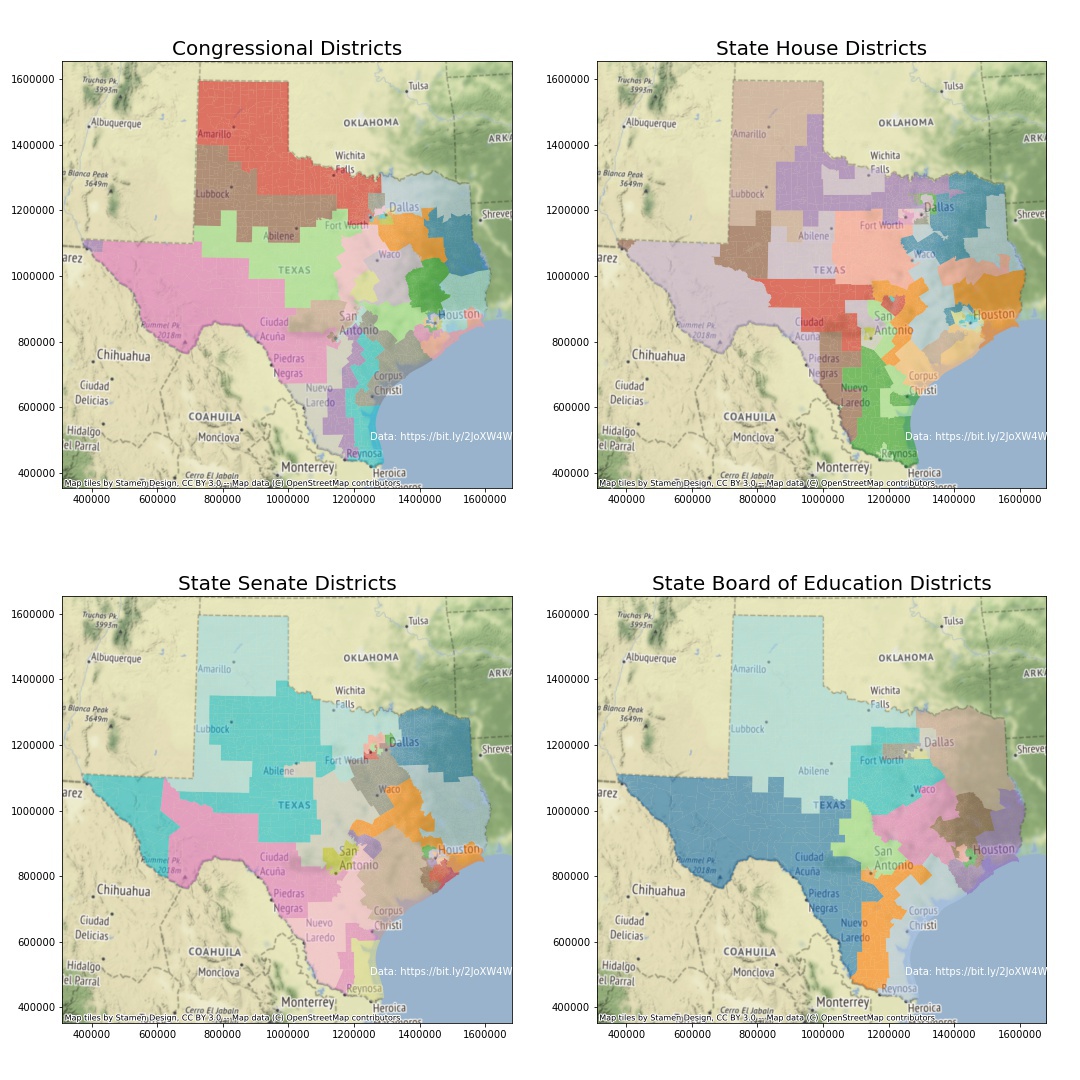 Congressional Districts
1600000
1400000
1200000
1000000
800000
600000
400000
Truchas Pk
3993m
Albuquerque
Tulsa
OKLAHOMA
ARKA
Amarillo
Wichita
Falls
a Blanca Peak
3649m
Lubbock
Dallas
Shrever
Fort Worth
Abilene
Waco
arez
TEXAS
San
Antonio
Houston
Ciudad
Acuña
Rummel Pk
2018m
Chihuahua
Piedras
Negras
Corpus
Christi
Ciudad
Delicias
Nuevo
Laredo
COAHUILA
Hidalgo
el Parral
Monclova
Data: https://bit.ly/2JoXW4W
Reynosa
Monterrey
Heroica
Cerro El Jabalin
Map tiles by Stamen Design, CC BY 3.0 -- Map data (C) OpenStreetMap contributors
400000 600000 800000 1000000 1200000 1400000 1600000
State House Districts
1600000
1400000
1200000
1000000
800000
600000
400000
Truchas Pk
3993m
Albuquerque
Tulsa
OKLAHOMA
ARKA
Amarillo
Wichita
Falls
a Blanca Peak
3649m
Lubbock
Dallas
Shrever
Fort Worth
Abilene
Waco
arez
TEXAS
San
Antonio
Houston
Ciudad
Acuña
Rummel Pk
2018m
Chihuahua
Piedras
Negras
Corpus
Christi
Ciudad
Delicias
Nuevo
Laredo
COAHUILA
Hidalgo
el Parral
Monclova
Data: https://bit.ly/2JoXW4W
Reynosa
Monterrey
Heroica
Cerro El Jabalin
Map tiles by Stamen Design, CC BY 3.0 -- Map data (C) OpenStreetMap contributors
400000 600000 800000 1000000 1200000 1400000 1600000
State Senate Districts
1600000
1400000
1200000
1000000
800000
600000
400000
Truchas Pk
3993m
Albuquerque
Tulsa
OKLAHOMA
ARKA
Amarillo
Wichita
Falls
a Blanca Peak
3649m
Lubbock
Dallas
Shrever
Fort Worth
Abilene
Waco
arez
TEXAS
San
Antonio
Houston
Ciudad
Acuña
Rummel Pk
2018m
Chihuahua
Piedras
Negras
Corpus
Christi
Ciudad
Delicias
Nuevo
Laredo
COAHUILA
Hidalgo
el Parral
Monclova
Data: https://bit.ly/2JoXW4W
Reynosa
Monterrey
Heroica
Cerro El Jabalin
Map tiles by Stamen Design, CC BY 3.0 -- Map data (C) OpenStreetMap contributors
400000 600000 800000 1000000 1200000 1400000 1600000
State Board of Education Districts
1600000
1400000
1200000
1000000
800000
600000
400000
Truchas Pk
3993m
Albuquerque
Tulsa
OKLAHOMA
ARKA
Amarillo
Wichita
Falls
a Blanca Peak
3649m
Lubbock
Dallas
Shrever
Fort Worth
Abilene
Waco
arez
TEXAS
San
Antonio
Houston
Ciudad
Acuña
Rummel Pk
2018m
Chihuahua
Piedras
Negras
Corpus
Christi
Ciudad
Delicias
Nuevo
Laredo
COAHUILA
Hidalgo
el Parral
Monclova
Data: https://bit.ly/2JoXW4W
Reynosa
Monterrey
Heroica
Cerro El Jabalin
Map tiles by Stamen Design, CC BY 3.0 -- Map data (C) OpenStreetMap contributors
400000 600000 800000 1000000 1200000 1400000 1600000